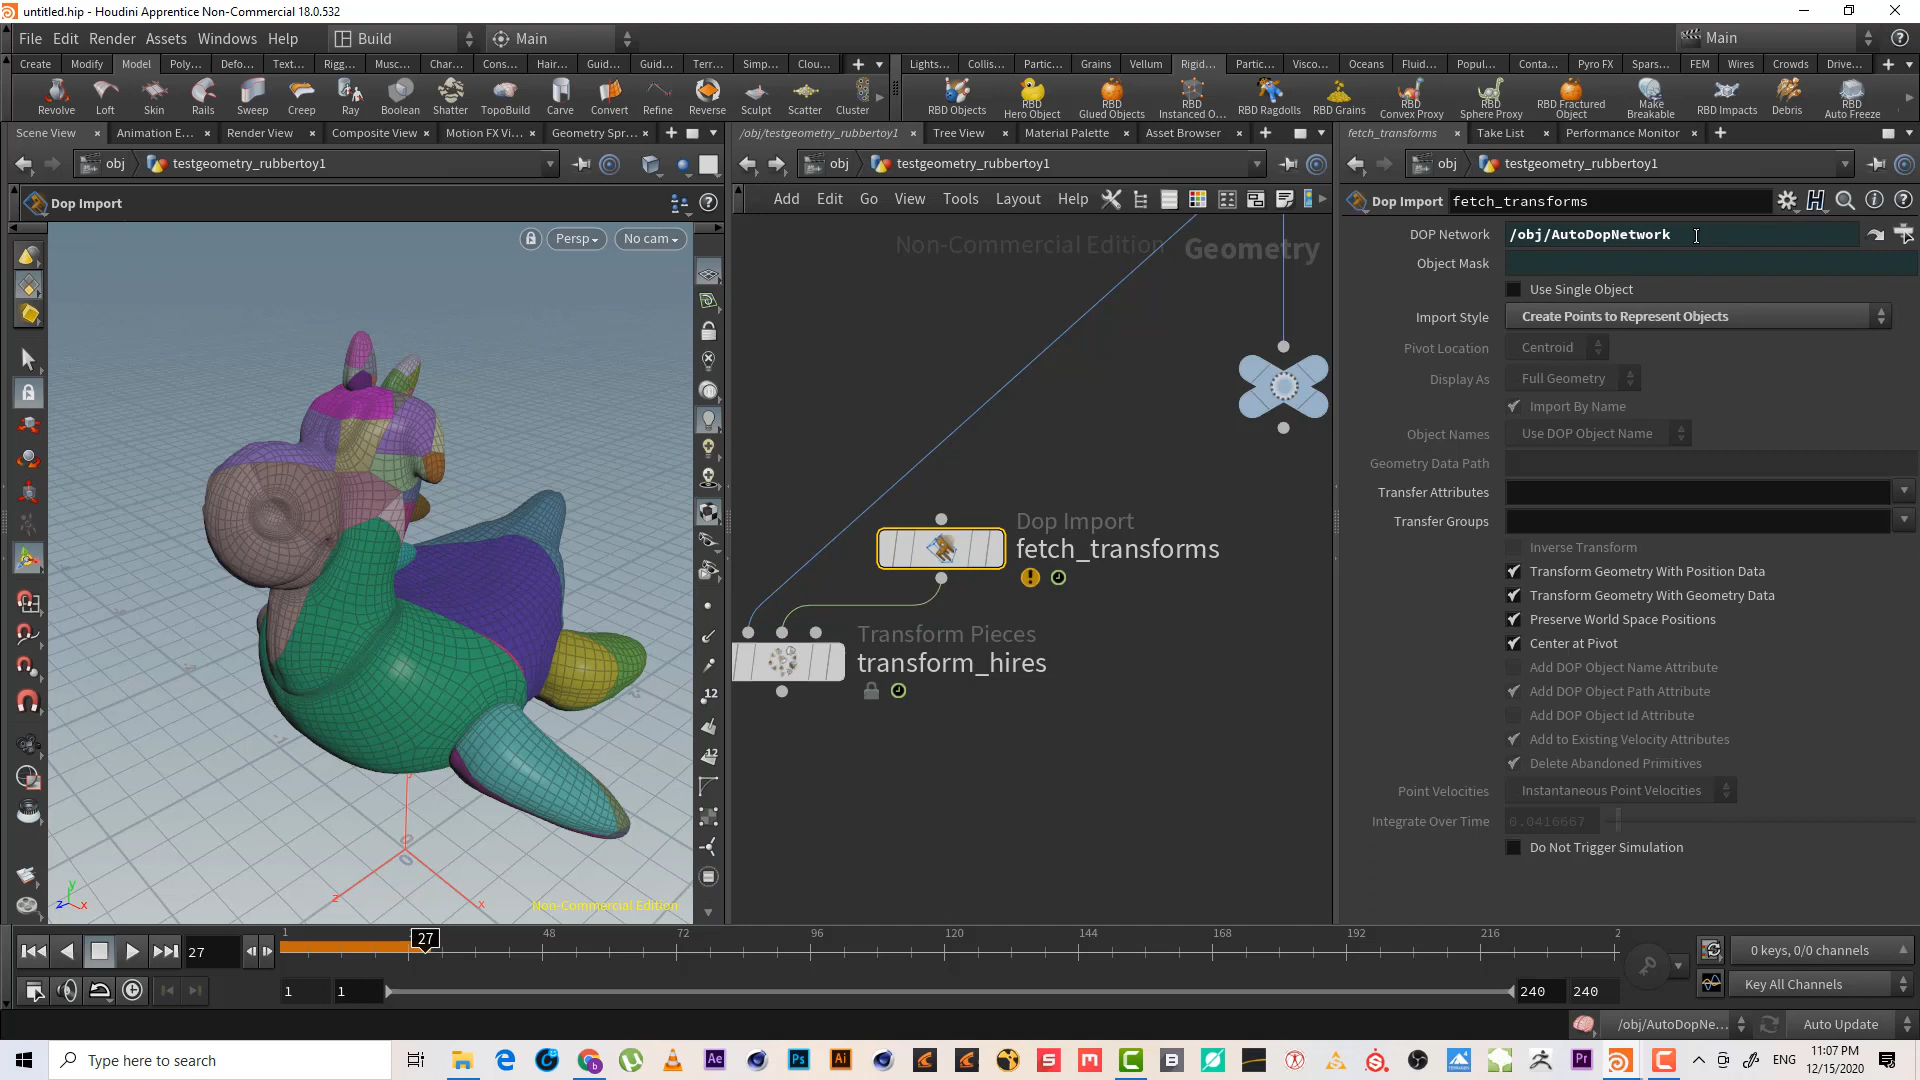 untitled.hip - Houdini Apprentice Non-Commercial 18.0.532
File Edit Render Assets Windows Help Build Main Main
Create Modify Model Poly... Defo... Text... Rigg... Musc... Char... Cons... Hair... Guid... Guid... Terr... Simp... Clou... Lights... Collis... Partic... Grains Vellum Rigid... Partic... Visco... Oceans Fluid... Popul... Conta... Pyro FX Spars... FEM Wires Crowds Drive...
Revolve Loft Skin Rails Sweep Creep Ray Boolean Shatter TopoBuild Carve Convert Refine Reverse Sculpt Scatter Cluster
RBD Objects RBD Hero Object RBD Glued Objects RBD Instanced O... RBD Ragdolls RBD Grains RBD Convex Proxy RBD Sphere Proxy RBD Fractured Object Make Breakable RBD Impacts Debris RBD Auto Freeze
Scene View Animation E... Render View Composite View Motion FX Vi... Geometry Spr... /obj/testgeometry_rubbertoy1 Tree View Material Palette Asset Browser fetch_transforms Take List Performance Monitor
obj testgeometry_rubbertoy1 obj testgeometry_rubbertoy1 obj testgeometry_rubbertoy1
Dop Import
Persp No cam
12
12
z y x
0
z x
Non-Commercial Edition
Add Edit Go View Tools Layout Help
Non-Commercial Edition Geometry
Dop Import
fetch_transforms
Transform Pieces
transform_hires
Dop Import fetch_transforms
DOP Network /obj/AutoDopNetwork
Object Mask
Use Single Object
Import Style Create Points to Represent Objects
Pivot Location Centroid
Display As Full Geometry
Import By Name
Object Names Use DOP Object Name
Geometry Data Path
Transfer Attributes
Transfer Groups
Inverse Transform
Transform Geometry With Position Data
Transform Geometry With Geometry Data
Preserve World Space Positions
Center at Pivot
Add DOP Object Name Attribute
Add DOP Object Path Attribute
Add DOP Object Id Attribute
Add to Existing Velocity Attributes
Delete Abandoned Primitives
Point Velocities Instantaneous Point Velocities
Integrate Over Time 0.0416667
Do Not Trigger Simulation
27 1 27 48 72 96 120 144 168 192 216 2
0 keys, 0/0 channels
1 1 240 240
Key All Channels
/obj/AutoDopNe... Auto Update
Type here to search
ENG 11:07 PM
12/15/2020